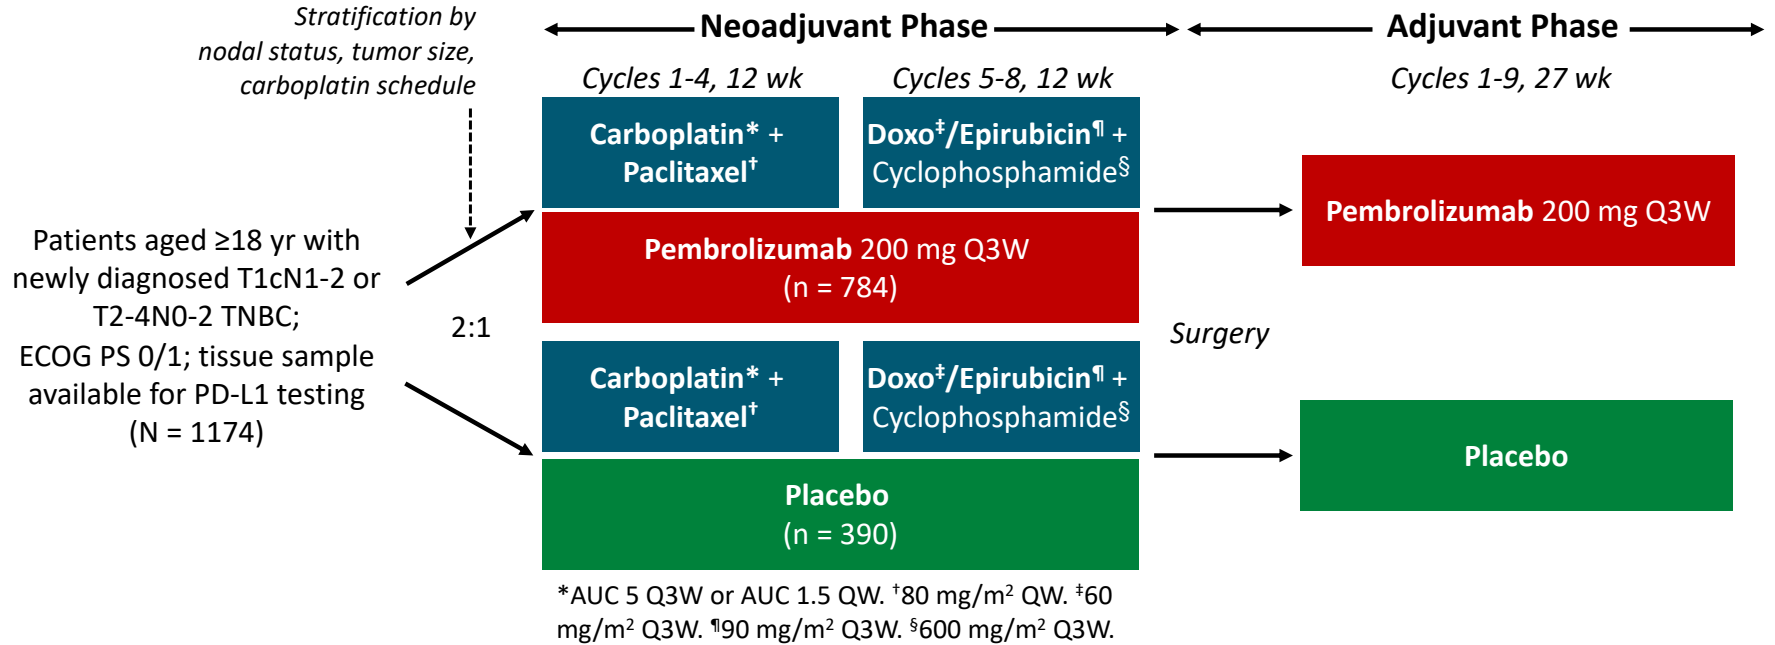 Stratification by
nodal status, tumor size,
carboplatin schedule
Neoadjuvant Phase
Adjuvant Phase
Cycles 1-4, 12 wk
Cycles 5-8, 12 wk
Cycles 1-9, 27 wk
Patients aged ≥18 yr with
newly diagnosed T1cN1-2 or
T2-4N0-2 TNBC;
ECOG PS 0/1; tissue sample
available for PD-L1 testing
(N = 1174)
2:1
Carboplatin* +
Paclitaxel†
Doxo‡/Epirubicin¶ +
Cyclophosphamide§
Pembrolizumab 200 mg Q3W
(n = 784)
Carboplatin* +
Paclitaxel†
Doxo‡/Epirubicin¶ +
Cyclophosphamide§
Placebo
(n = 390)
Surgery
Pembrolizumab 200 mg Q3W
Placebo
*AUC 5 Q3W or AUC 1.5 QW. †80 mg/m² QW. ‡60
mg/m² Q3W. ¶90 mg/m² Q3W. §600 mg/m² Q3W.